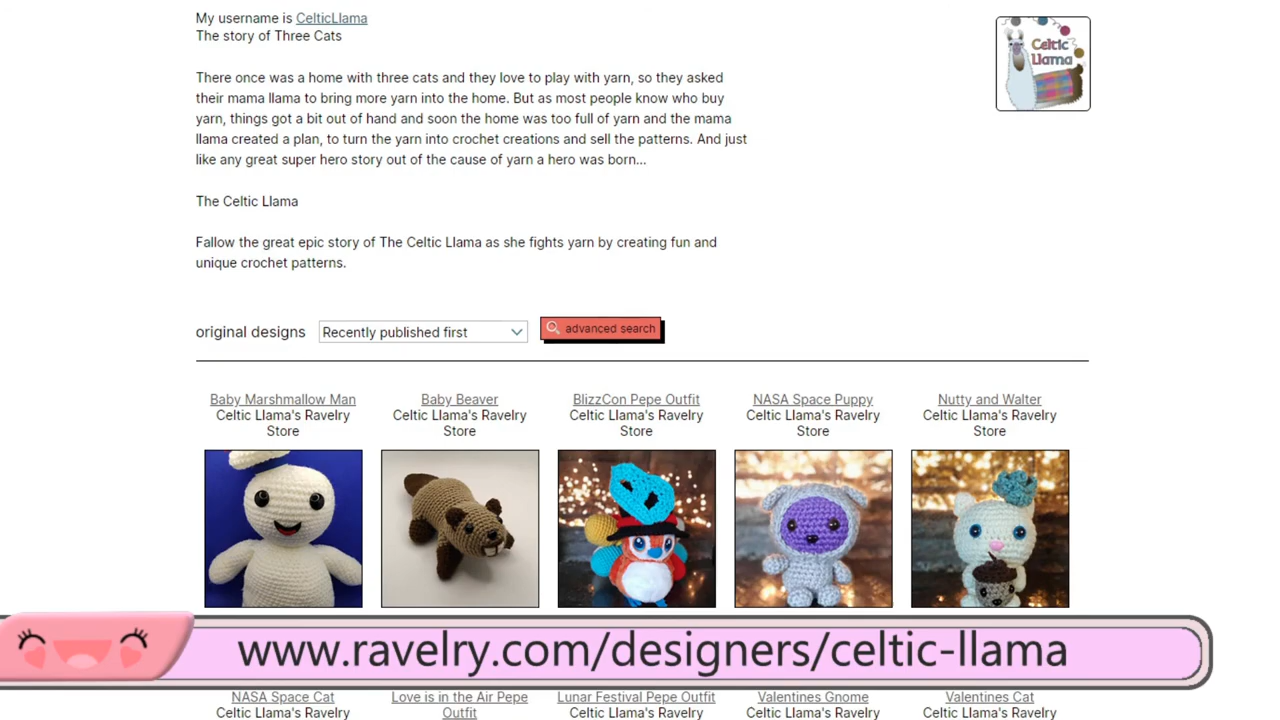 My username is CelticLlama
The story of Three Cats
Celtic
Llama
There once was a home with three cats and they love to play with yarn, so they asked
their mama llama to bring more yarn into the home. But as most people know who buy
yarn, things got a bit out of hand and soon the home was too full of yarn and the mama
llama created a plan, to turn the yarn into crochet creations and sell the patterns. And just
like any great super hero story out of the cause of yarn a hero was born...
The Celtic Llama
Fallow the great epic story of The Celtic Llama as she fights yarn by creating fun and
unique crochet patterns.
original designs Recently published first advanced search
Baby Marshmallow Man Baby Beaver BlizzCon Pepe Outfit NASA Space Puppy Nutty and Walter
Celtic Llama's Ravelry Celtic Llama's Ravelry Celtic Llama's Ravelry Celtic Llama's Ravelry Celtic Llama's Ravelry
Store Store Store Store Store
www.ravelry.com/designers/celtic-llama
NASA Space Cat Love is in the Air Pepe Lunar Festival Pepe Outfit Valentines Gnome Valentines Cat
Celtic Llama's Ravelry Outfit Celtic Llama's Ravelry Celtic Llama's Ravelry Celtic Llama's Ravelry